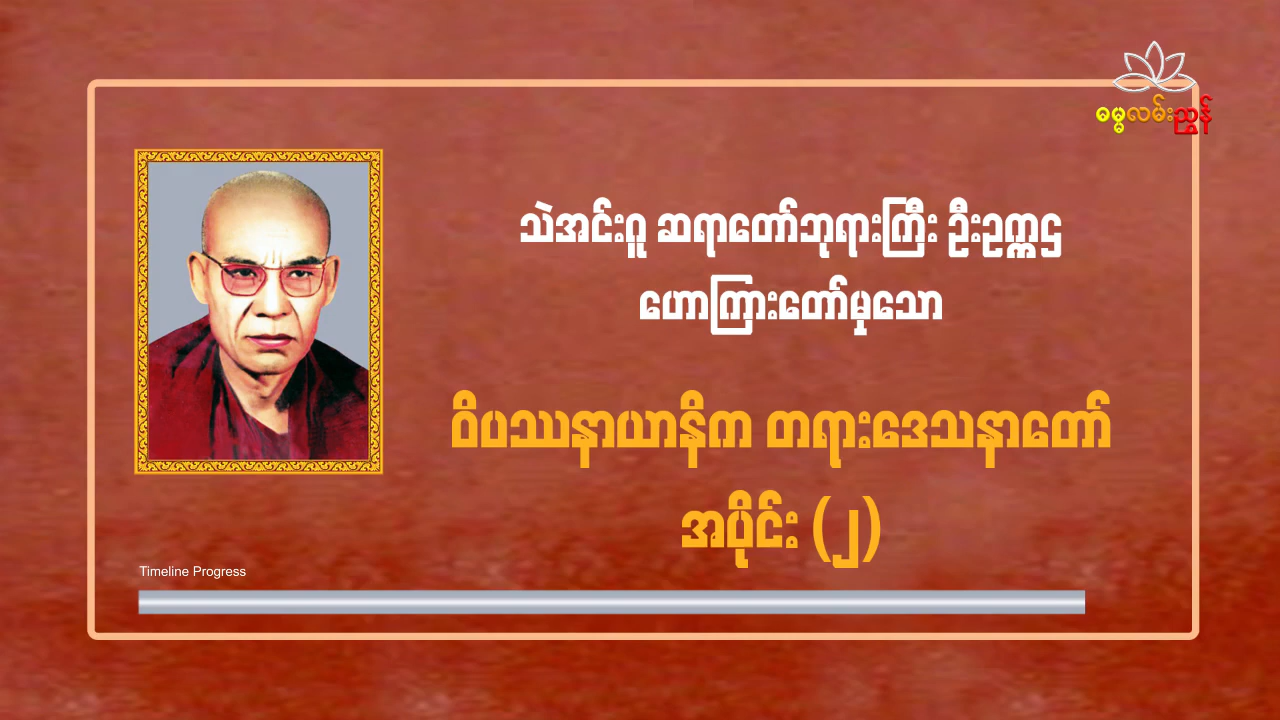 ဓမ္မလမ်းညွှန်
သဲအင်းဂူ ဆရာတော်ဘုရားကြီး ဦးဥက္ကဋ္ဌ
ဟောကြားတော်မူသော
ဝိပဿနာယာနိက တရားဒေသနာတော်
အပိုင်း (၂)
Timeline Progress